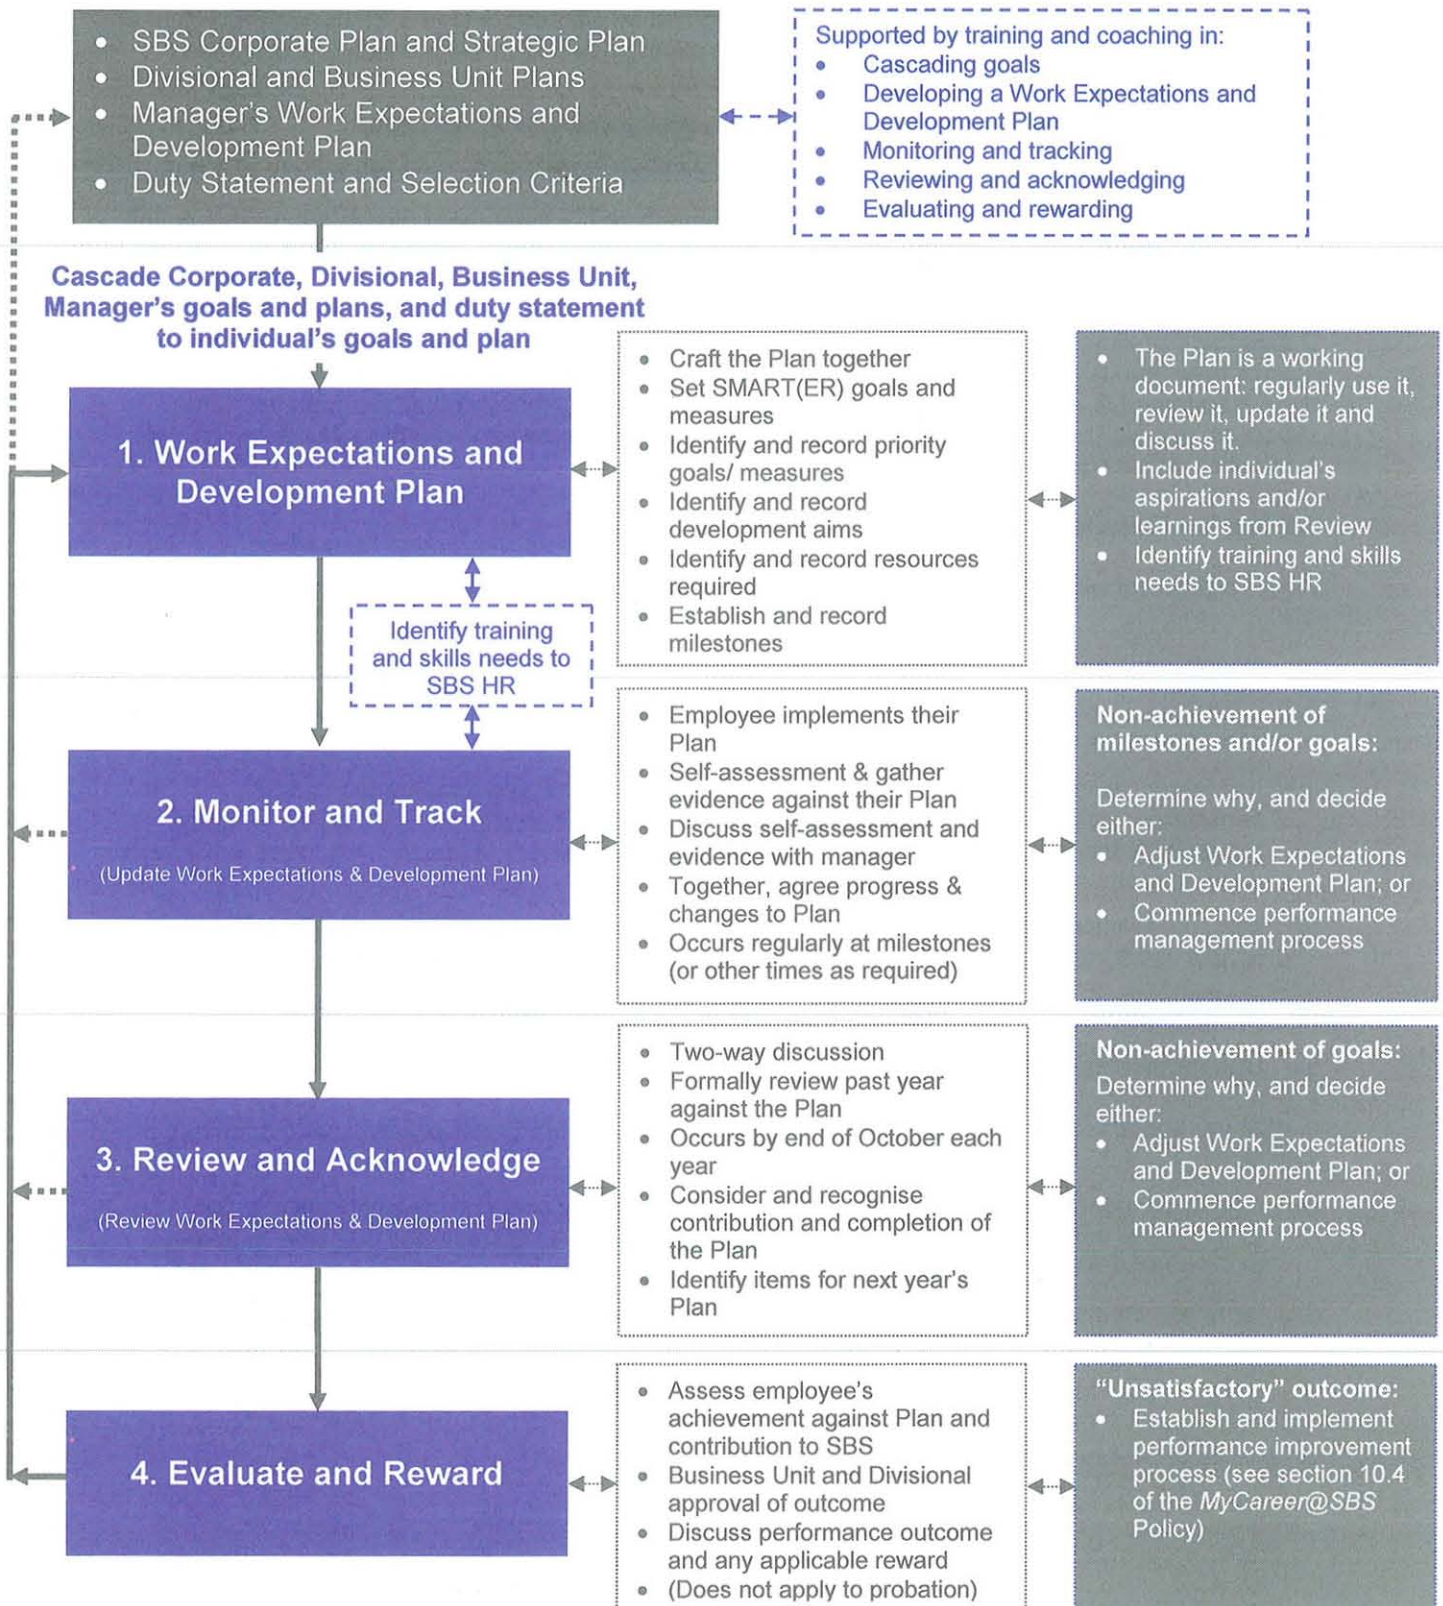 • SBS Corporate Plan and Strategic Plan
• Divisional and Business Unit Plans
• Manager's Work Expectations and
Development Plan
• Duty Statement and Selection Criteria
Supported by training and coaching in:
• Cascading goals
• Developing a Work Expectations and
Development Plan
• Monitoring and tracking
• Reviewing and acknowledging
• Evaluating and rewarding
Cascade Corporate, Divisional, Business Unit,
Manager's goals and plans, and duty statement
to individual's goals and plan
1. Work Expectations and
Development Plan
• Craft the Plan together
• Set SMART(ER) goals and
measures
• Identify and record priority
goals/ measures
• Identify and record
development aims
• Identify and record resources
required
• Establish and record
milestones
• The Plan is a working
document: regularly use it,
review it, update it and
discuss it.
• Include individual's
aspirations and/or
learnings from Review
• Identify training and skills
needs to SBS HR
Identify training
and skills needs to
SBS HR
2. Monitor and Track
(Update Work Expectations & Development Plan)
• Employee implements their
Plan
• Self-assessment & gather
evidence against their Plan
• Discuss self-assessment and
evidence with manager
• Together, agree progress &
changes to Plan
• Occurs regularly at milestones
(or other times as required)
Non-achievement of
milestones and/or goals:
Determine why, and decide
either:
• Adjust Work Expectations
and Development Plan; or
• Commence performance
management process
3. Review and Acknowledge
(Review Work Expectations & Development Plan)
• Two-way discussion
• Formally review past year
against the Plan
• Occurs by end of October each
year
• Consider and recognise
contribution and completion of
the Plan
• Identify items for next year's
Plan
Non-achievement of goals:
Determine why, and decide
either:
• Adjust Work Expectations
and Development Plan; or
• Commence performance
management process
4. Evaluate and Reward
• Assess employee's
achievement against Plan and
contribution to SBS
• Business Unit and Divisional
approval of outcome
• Discuss performance outcome
and any applicable reward
• (Does not apply to probation)
"Unsatisfactory" outcome:
• Establish and implement
performance improvement
process (see section 10.4
of the MyCareer@SBS
Policy)